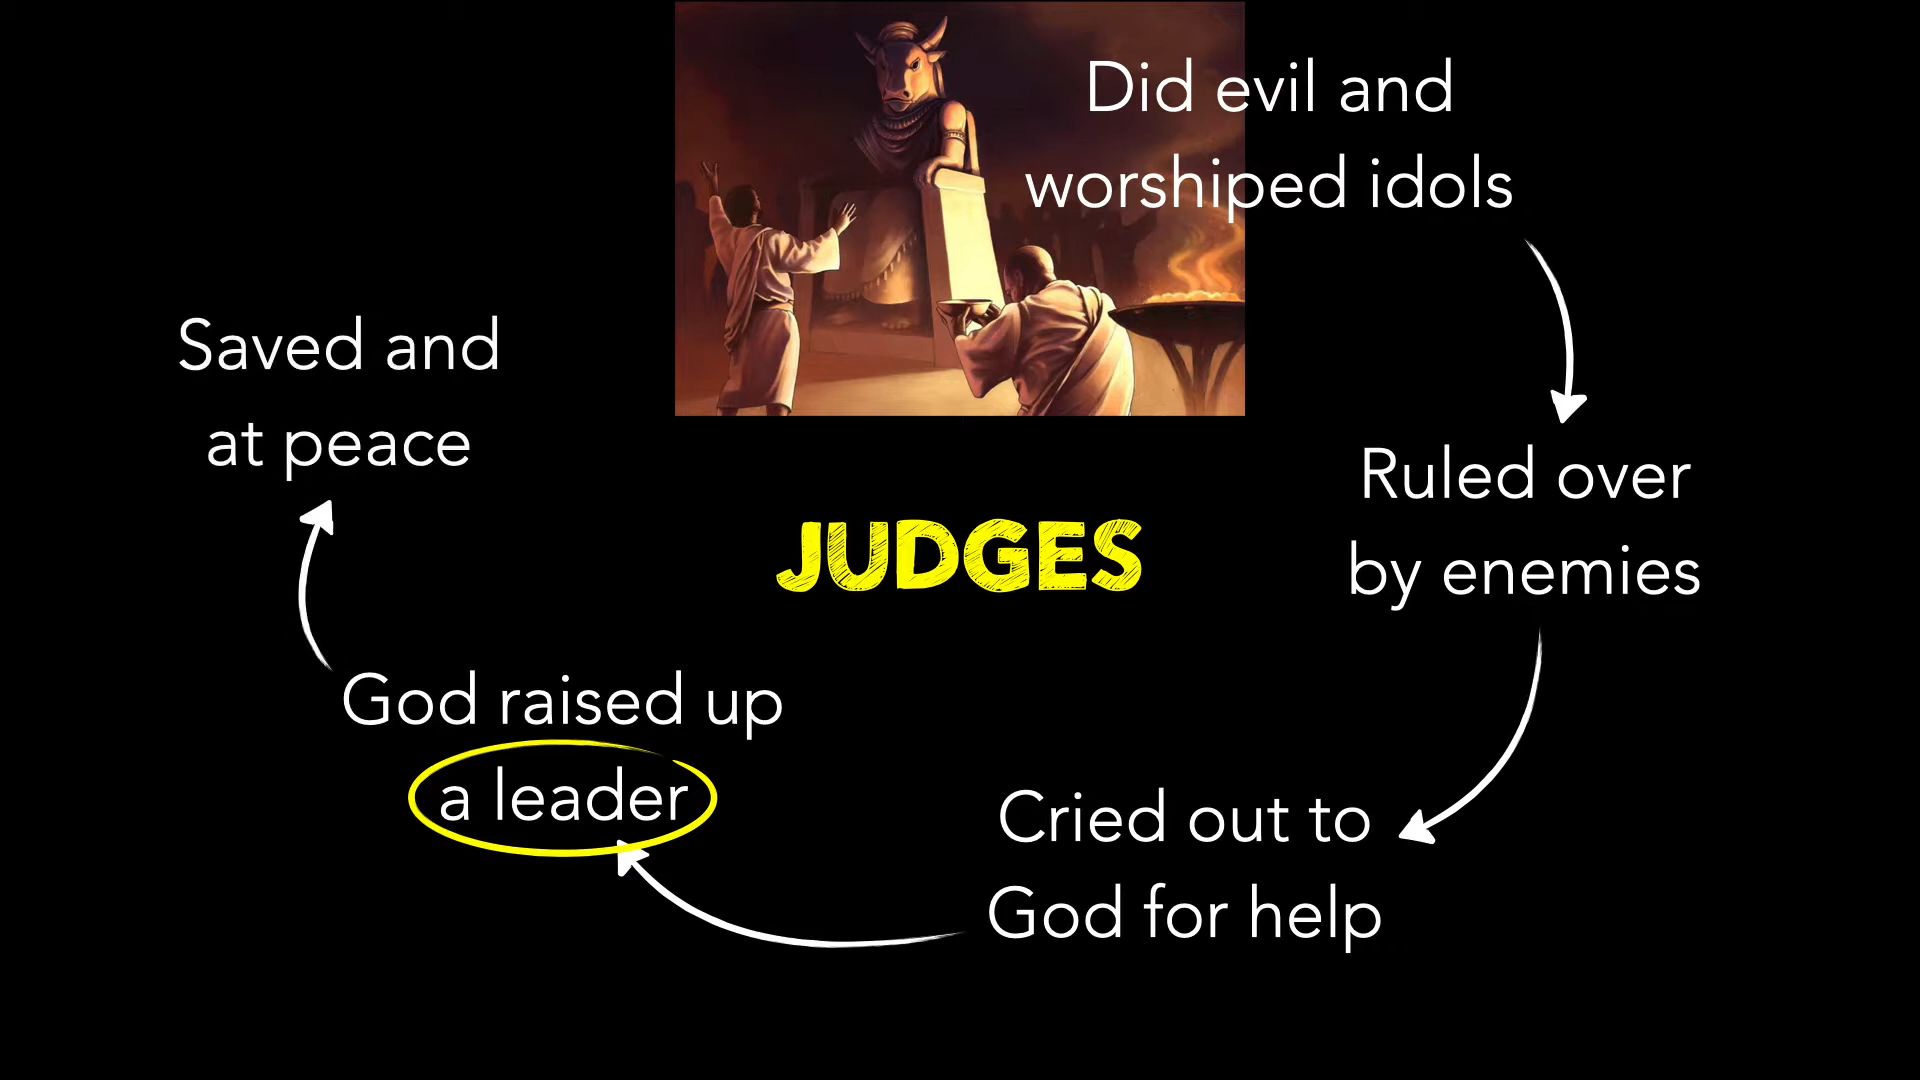 Did evil and
worshiped idols
Ruled over
by enemies
Cried out to
God for help
God raised up
a leader
Saved and
at peace
JUDGES